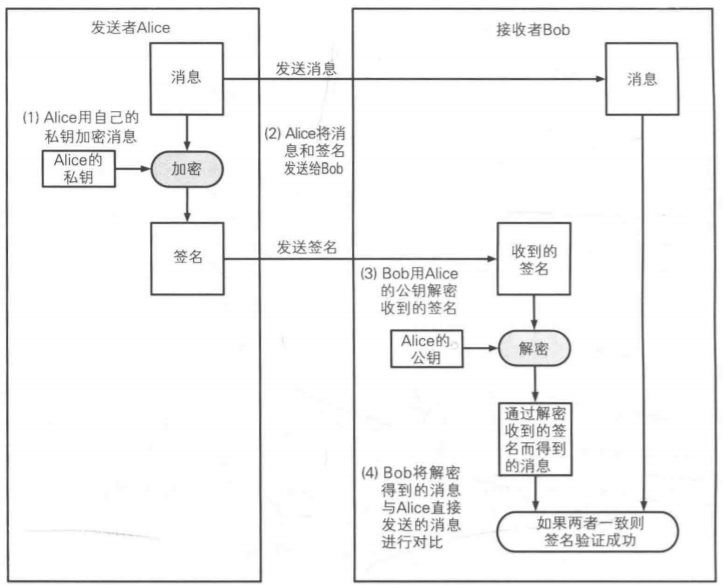 发送者Alice
接收者Bob
消息
发送消息
消息
(1) Alice用自己的
私钥加密消息
(2) Alice将消
息和签名
发送给Bob
Alice的
私钥
加密
签名
发送签名
收到的
签名
(3) Bob用Alice
的公钥解密
收到的签名
Alice的
公钥
解密
通过解密
收到的签
名而得到
的消息
(4) Bob将解密
得到的消息
与Alice直接
发送的消息
进行对比
如果两者一致则
签名验证成功